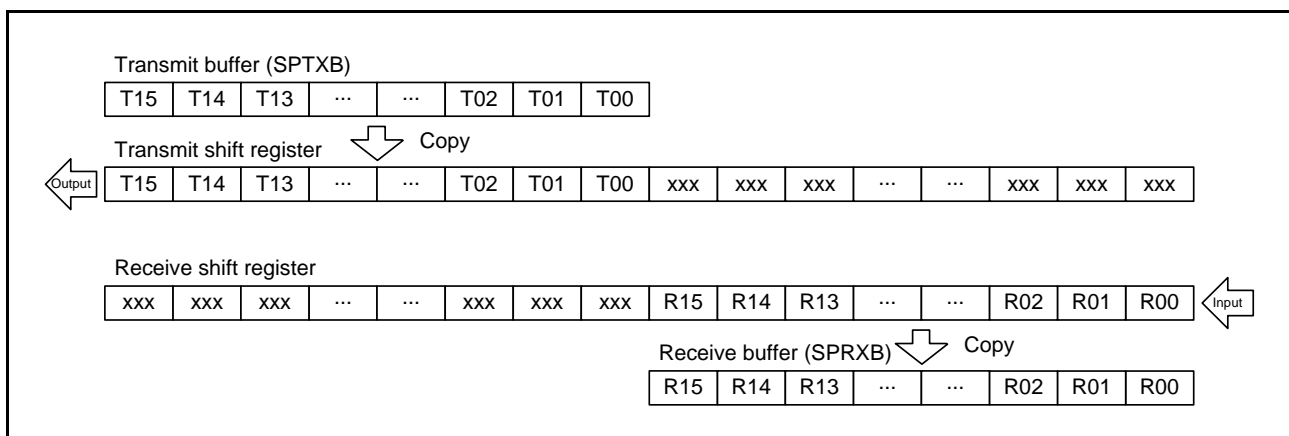 Transmit buffer (SPTXB)
T15 T14 T13 ... ... T02 T01 T00
Copy
Transmit shift register
Output T15 T14 T13 ... ... T02 T01 T00 xxx xxx xxx ... ... xxx xxx xxx
Receive shift register
xxx xxx xxx ... ... xxx xxx xxx R15 R14 R13 ... ... R02 R01 R00 Input
Receive buffer (SPRXB) Copy
R15 R14 R13 ... ... R02 R01 R00